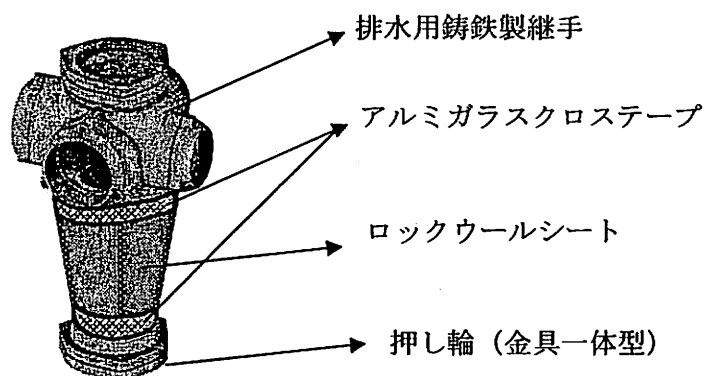 排水用鋳鉄製継手
アルミガラスクロステープ
ロックウールシート
押し輪（金具一体型）